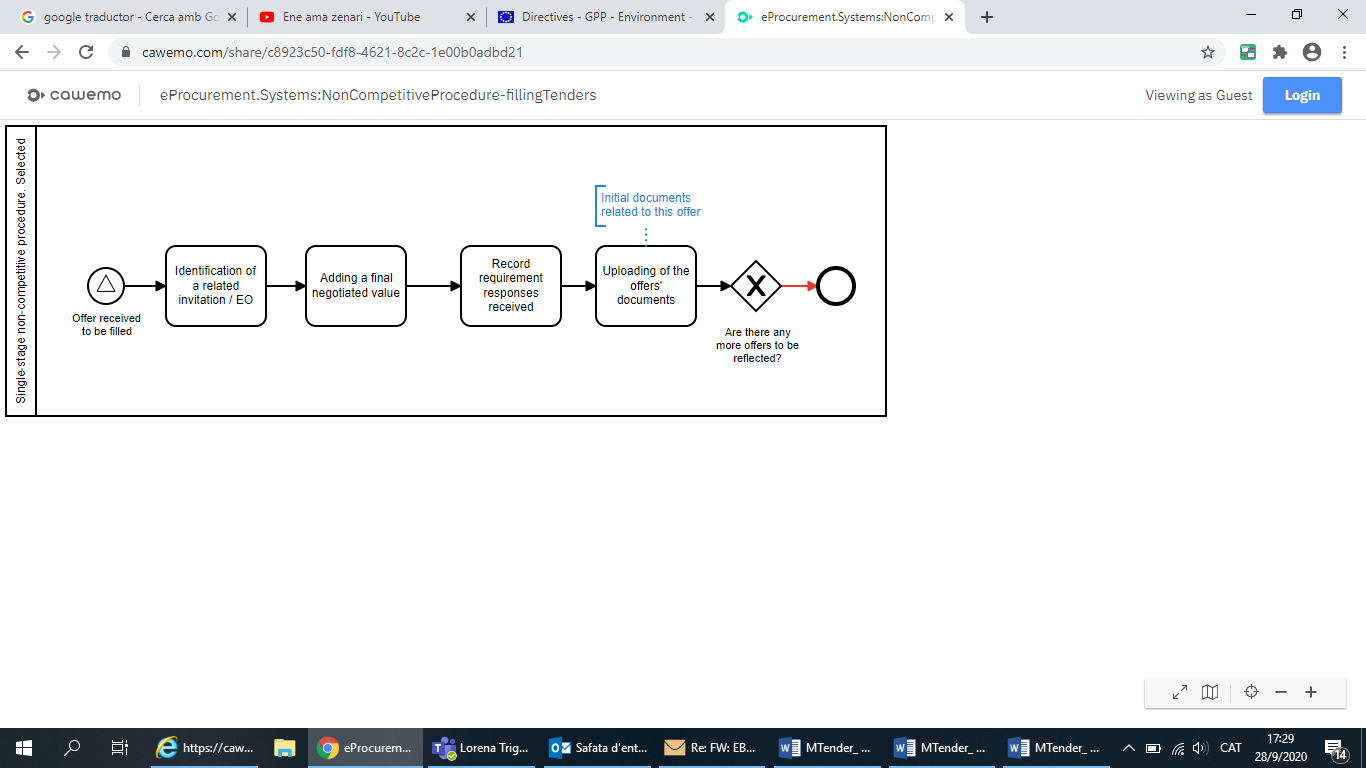 google traductor - Cerca amb Go
Ene ama zenari - YouTube
Directives - GPP - Environment -
eProcurement.Systems:NonComp
cawemo.com/share/c8923c50-fdf8-4621-8c2c-1e00b0adbd21
cawemo
eProcurement.Systems:NonCompetitiveProcedure-fillingTenders
Viewing as Guest
Login
Single-stage non-competitive procedure. Selected
Initial documents
related to this offer
Offer received
to be filled
Identification of
a related
invitation / EO
Adding a final
negotiated value
Record
requirement
responses
received
Uploading of the
offers'
documents
X
Are there any
more offers to be
reflected?
https://caw...
eProcurem...
Lorena Trig...
Safata d'ent...
Re: FW: EB...
MTender_ ...
MTender_ ...
MTender_ ...
CAT
17:29
28/9/2020
14